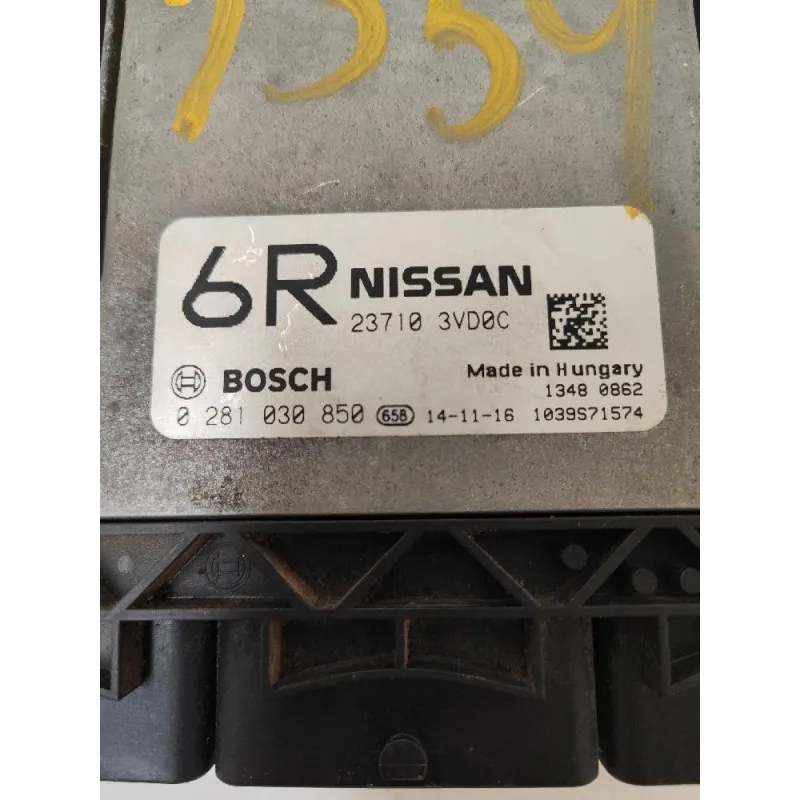 9359
6R NISSAN
23710 3VD0C
BOSCH Made in Hungary
1348 0862
0 281 030 850 658 14-11-16 1039S71574